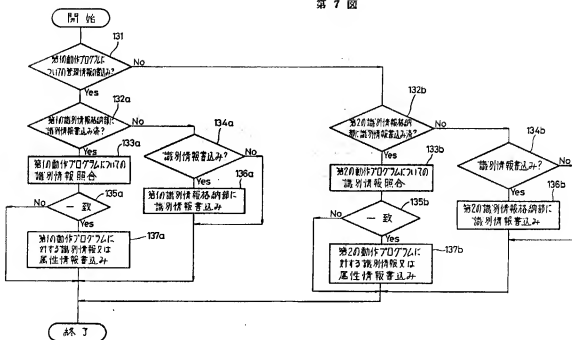 第 7 図
開 始
131
第1の動作プログラムに
ついての管理情報の書込み?
No
Yes
132a
第1の識別情報格納部に
識別情報書込み済?
No
Yes
133a
第1の動作プログラムについての
識別情報照合
134a
識別情報書込み?
No
Yes
136a
第1の識別情報格納部に
識別情報書込み
135a
一 致
No
Yes
137a
第1の動作プログラムに
対する識別情報又は
属性情報書込み
132b
第2の識別情報格納
部に識別情報書込み済?
No
Yes
133b
第2の動作プログラムについての
識別情報照合
134b
識別情報書込み?
No
Yes
136b
第2の識別情報格納部に
識別情報書込み
135b
一 致
No
Yes
137b
第2の動作プログラムに
対する識別情報又は
属性情報書込み
終 了